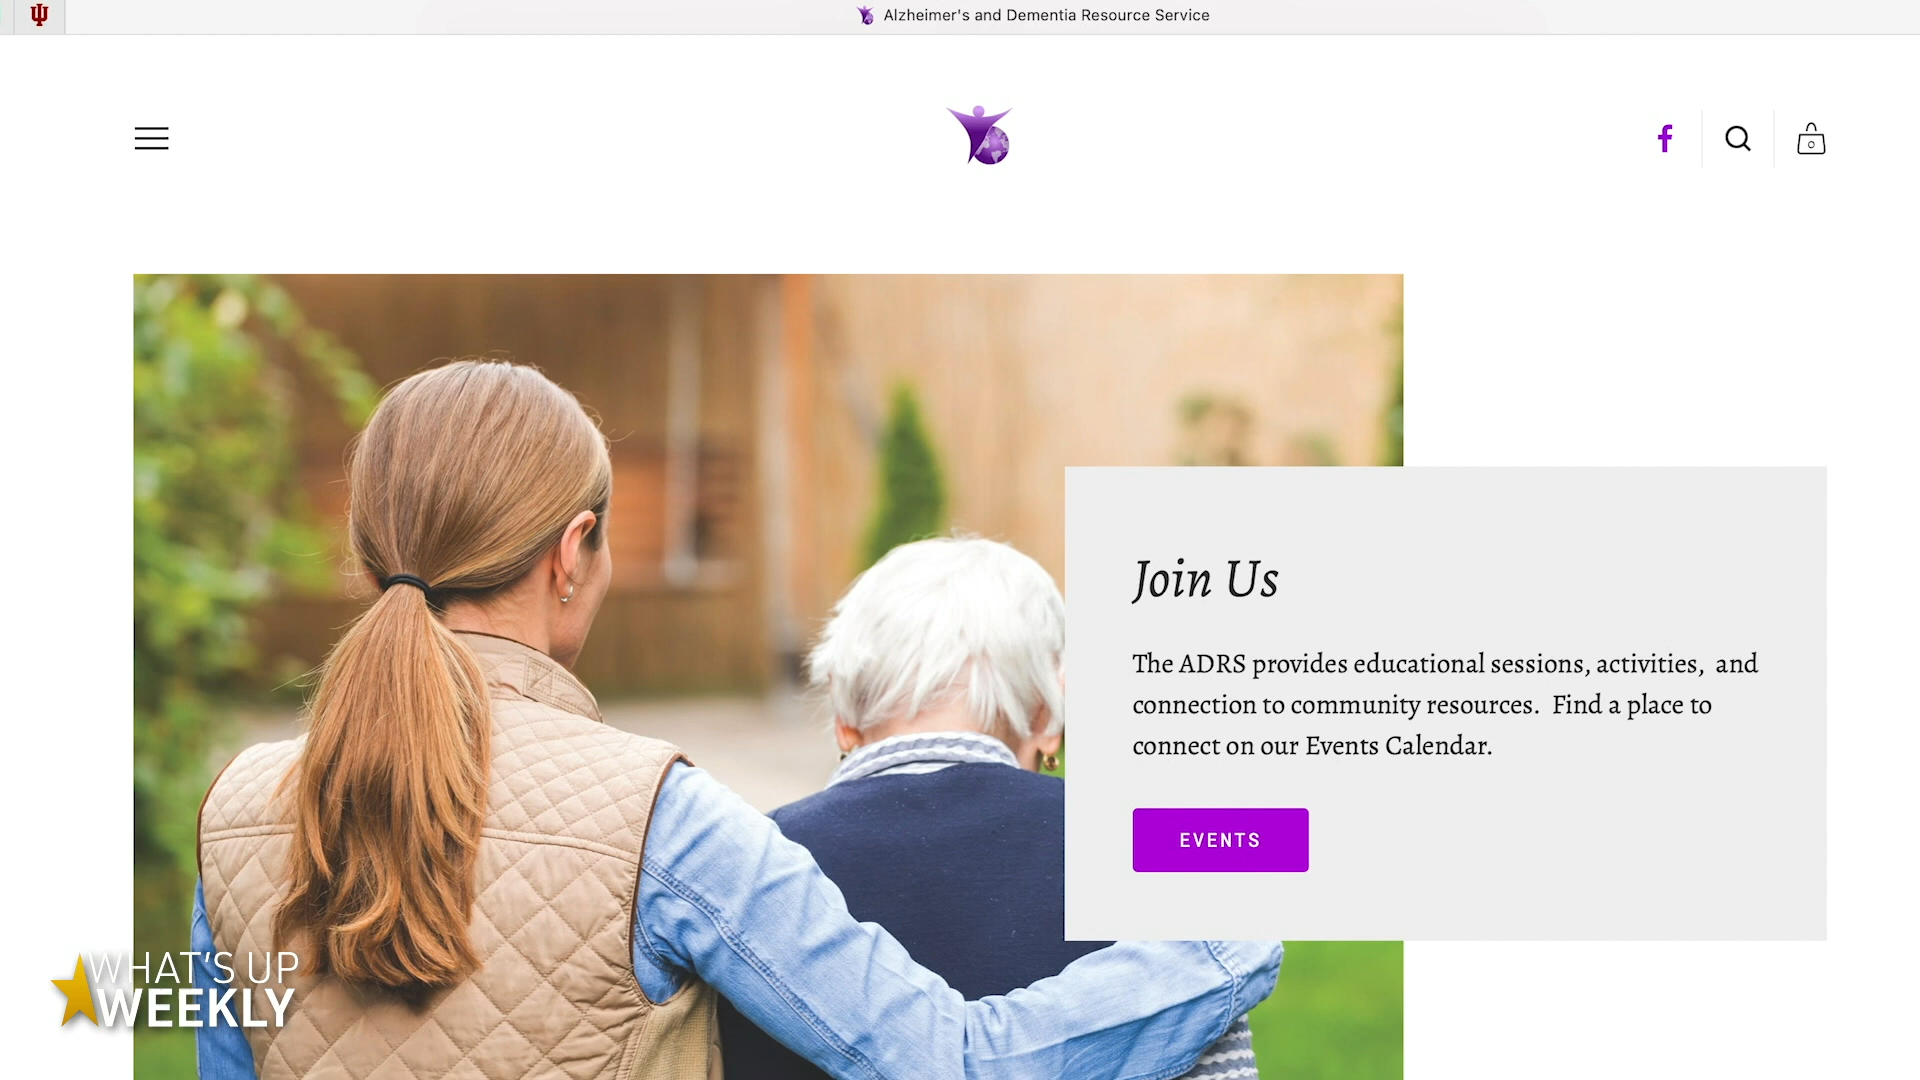 Alzheimer's and Dementia Resource Service
0
Join Us
The ADRS provides educational sessions, activities, and
connection to community resources. Find a place to
connect on our Events Calendar.
EVENTS
WHAT'S UP
WEEKLY